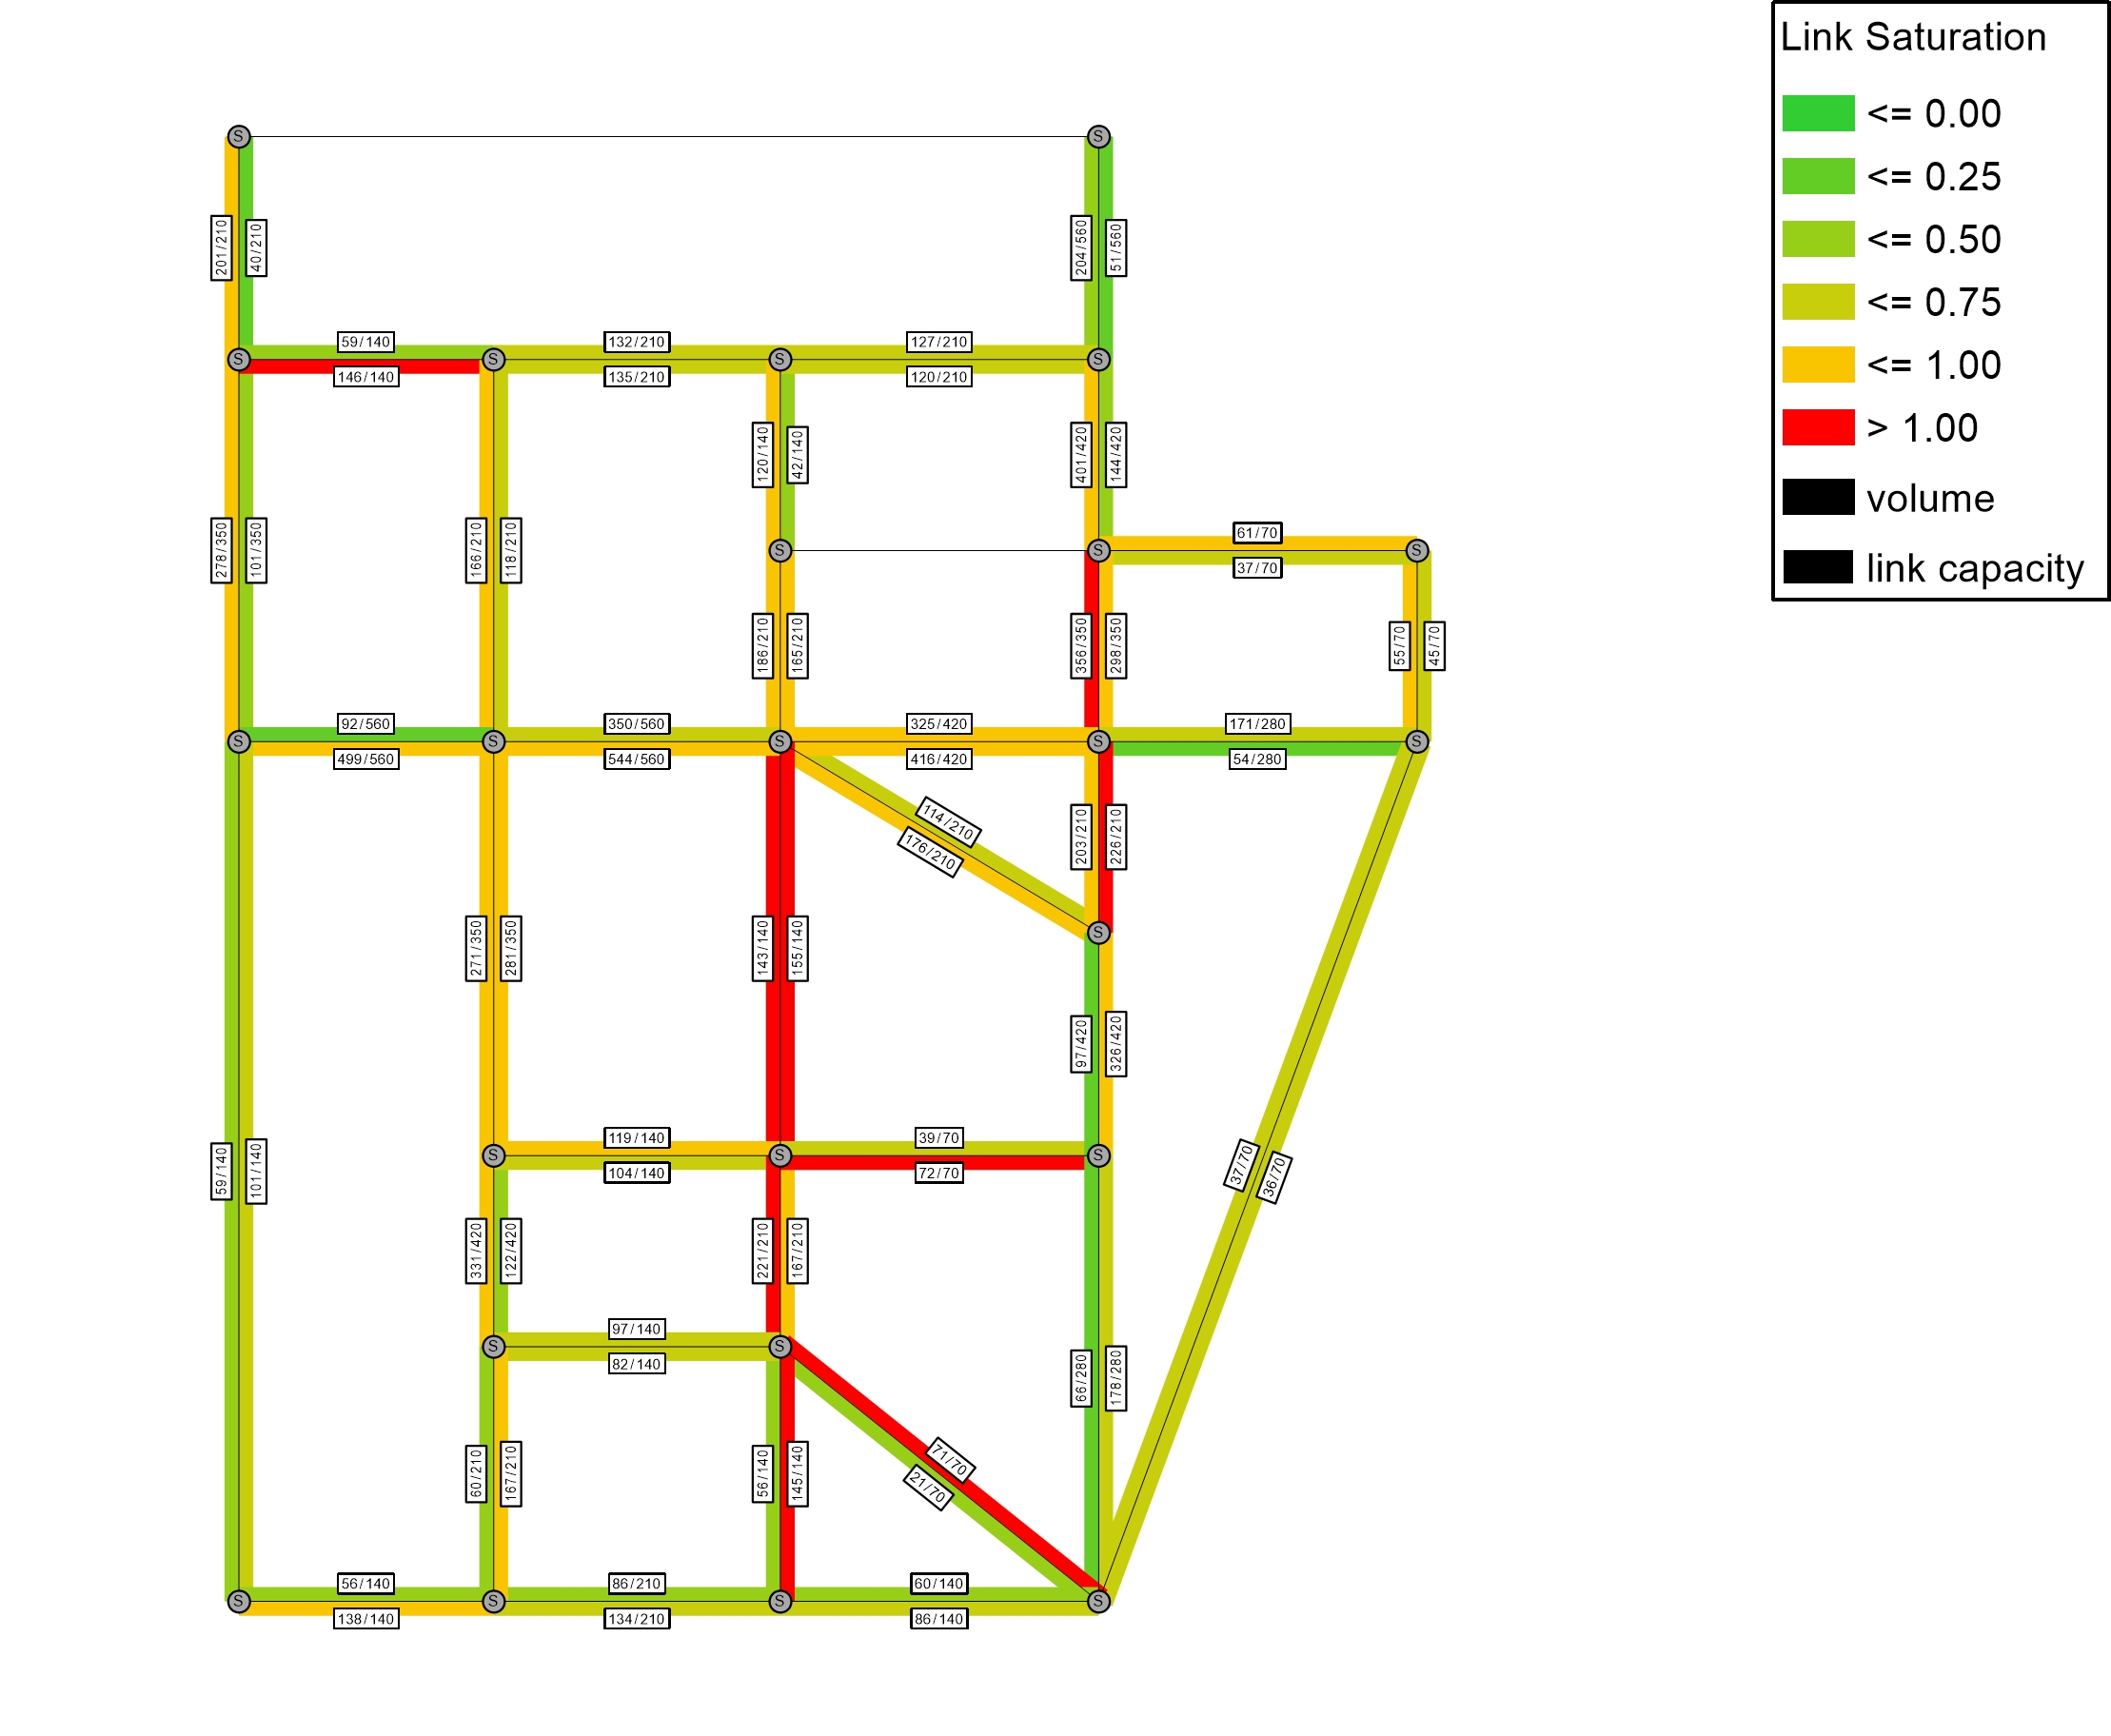 Link Saturation
<= 0.00
<= 0.25
<= 0.50
<= 0.75
<= 1.00
> 1.00
volume
link capacity
S
S
201/210
40/210
204/560
51/560
59/140
132/210
127/210
S
S
S
S
146/140
135/210
120/210
120/140
42/140
401/420
144/420
278/350
101/350
166/210
118/210
61/70
S
S
S
37/70
186/210
165/210
356/350
298/350
55/70
45/70
92/560
350/560
325/420
171/280
S
S
S
S
S
499/560
544/560
416/420
54/280
114/210
176/210
203/210
226/210
S
271/350
281/350
143/140
155/140
97/420
326/420
119/140
39/70
S
S
S
104/140
72/70
59/140
101/140
37/70
36/70
331/420
122/420
221/210
167/210
97/140
S
S
82/140
66/280
178/280
60/210
167/210
56/140
145/140
71/70
21/70
56/140
86/210
60/140
S
S
S
S
138/140
134/210
86/140